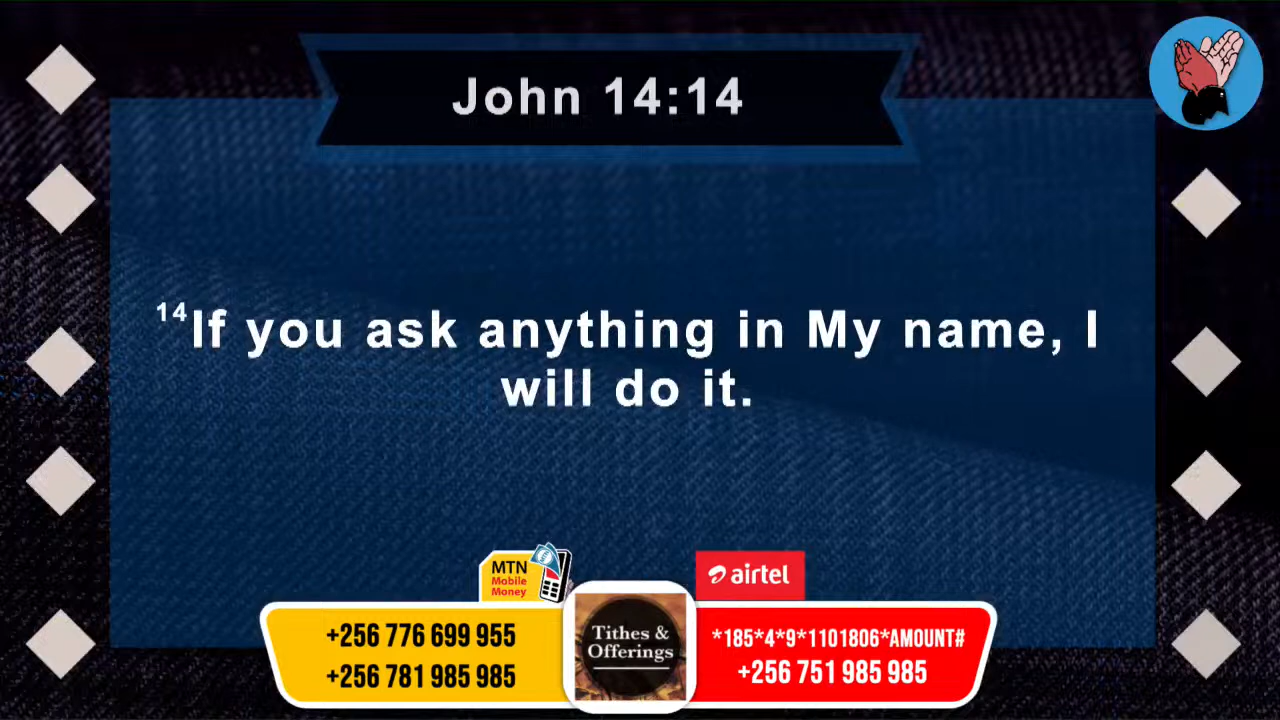 John 14:14
14If you ask anything in My name, I
will do it.
MTN
Mobile
Money
airtel
+256 776 699 955
+256 781 985 985
Tithes &
Offerings
*185*4*9*1101806*AMOUNT#
+256 751 985 985